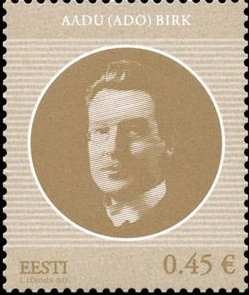 AADU (ADO) BIRK
EESTI
0.45 €